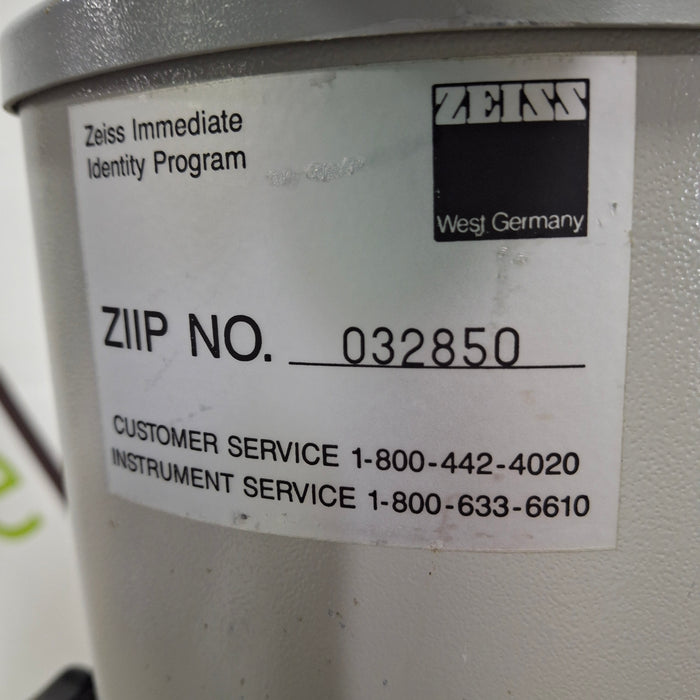 Zeiss Immediate
Identity Program
ZEISS
West Germany
ZIIP NO. 032850
CUSTOMER SERVICE 1-800-442-4020
INSTRUMENT SERVICE 1-800-633-6610